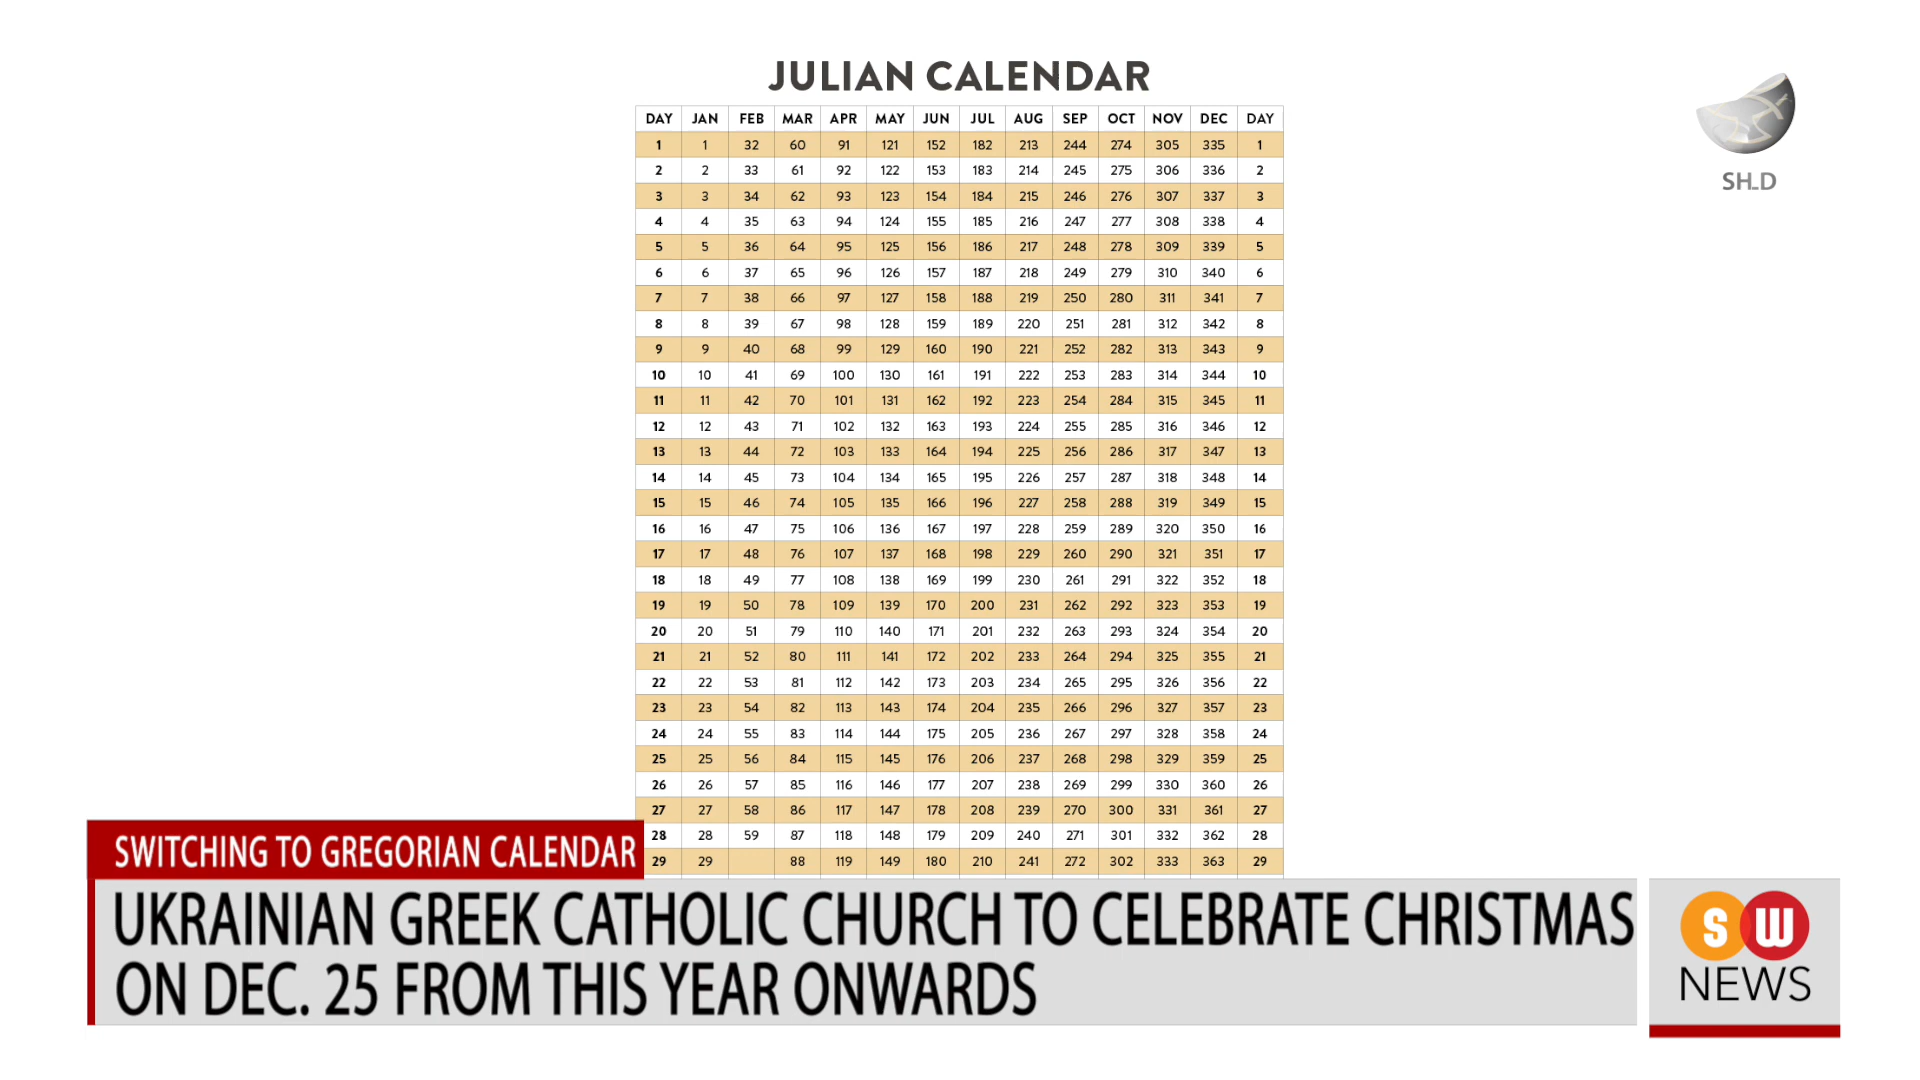 JULIAN CALENDAR
DAY JAN FEB MAR APR MAY JUN JUL AUG SEP OCT NOV DEC DAY
1 1 32 60 91 121 152 182 213 244 274 305 335 1
2 2 33 61 92 122 153 183 214 245 275 306 336 2
3 3 34 62 93 123 154 184 215 246 276 307 337 3
4 4 35 63 94 124 155 185 216 247 277 308 338 4
5 5 36 64 95 125 156 186 217 248 278 309 339 5
6 6 37 65 96 126 157 187 218 249 279 310 340 6
7 7 38 66 97 127 158 188 219 250 280 311 341 7
8 8 39 67 98 128 159 189 220 251 281 312 342 8
9 9 40 68 99 129 160 190 221 252 282 313 343 9
10 10 41 69 100 130 161 191 222 253 283 314 344 10
11 11 42 70 101 131 162 192 223 254 284 315 345 11
12 12 43 71 102 132 163 193 224 255 285 316 346 12
13 13 44 72 103 133 164 194 225 256 286 317 347 13
14 14 45 73 104 134 165 195 226 257 287 318 348 14
15 15 46 74 105 135 166 196 227 258 288 319 349 15
16 16 47 75 106 136 167 197 228 259 289 320 350 16
17 17 48 76 107 137 168 198 229 260 290 321 351 17
18 18 49 77 108 138 169 199 230 261 291 322 352 18
19 19 50 78 109 139 170 200 231 262 292 323 353 19
20 20 51 79 110 140 171 201 232 263 293 324 354 20
21 21 52 80 111 141 172 202 233 264 294 325 355 21
22 22 53 81 112 142 173 203 234 265 295 326 356 22
23 23 54 82 113 143 174 204 235 266 296 327 357 23
24 24 55 83 114 144 175 205 236 267 297 328 358 24
25 25 56 84 115 145 176 206 237 268 298 329 359 25
26 26 57 85 116 146 177 207 238 269 299 330 360 26
27 27 58 86 117 147 178 208 239 270 300 331 361 27
28 28 59 87 118 148 179 209 240 271 301 332 362 28
29 29 88 119 149 180 210 241 272 302 333 363 29
SH_D
SWITCHING TO GREGORIAN CALENDAR
UKRAINIAN GREEK CATHOLIC CHURCH TO CELEBRATE CHRISTMAS
ON DEC. 25 FROM THIS YEAR ONWARDS
S W
NEWS